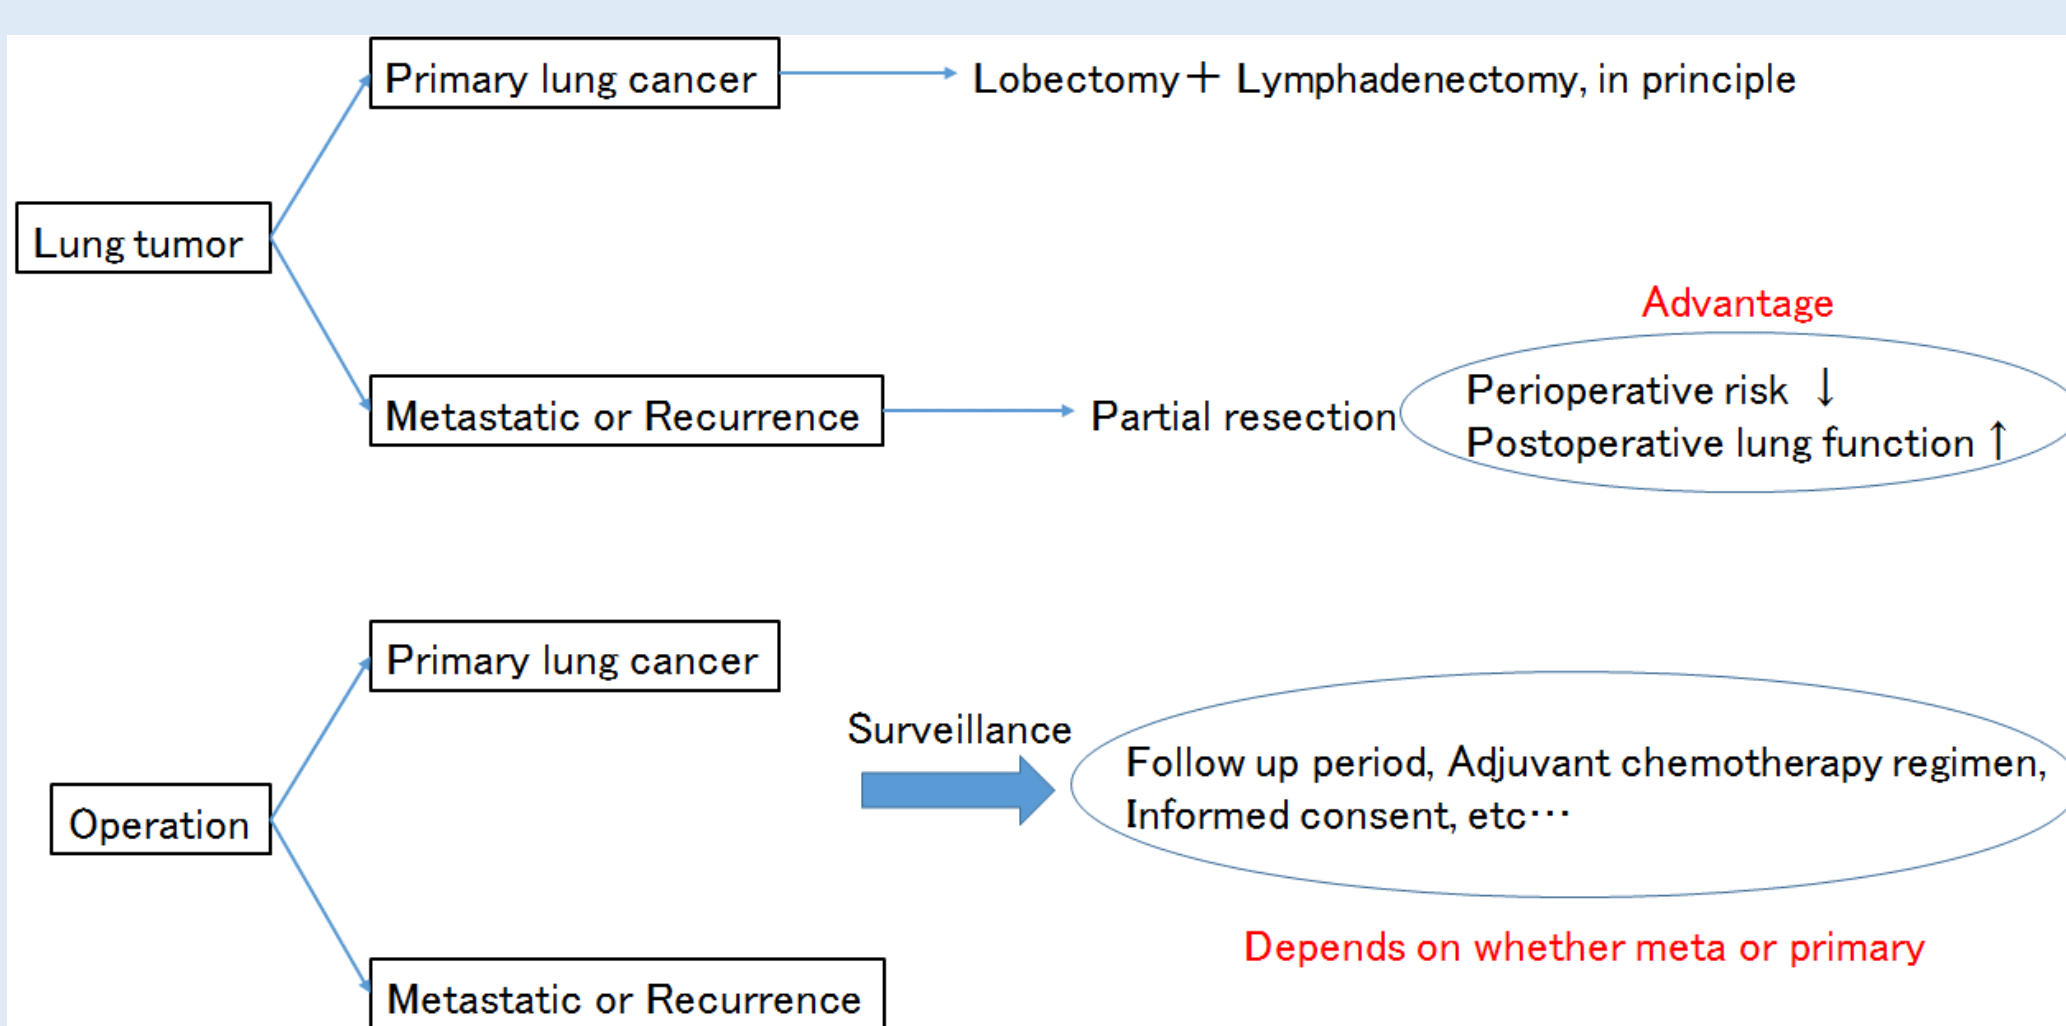 Primary lung cancer
Lobectomy＋ Lymphadenectomy, in principle
Lung tumor
Advantage
Metastatic or Recurrence
Partial resection
Perioperative risk ↓
Postoperative lung function ↑
Primary lung cancer
Surveillance
Follow up period, Adjuvant chemotherapy regimen,
Informed consent, etc…
Operation
Depends on whether meta or primary
Metastatic or Recurrence